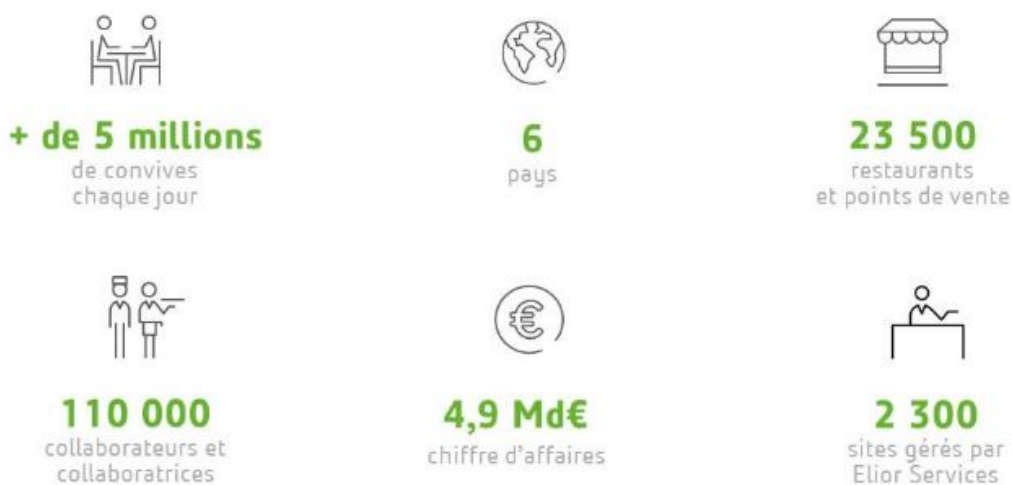 + de 5 millions
de convives
chaque jour
6
pays
23 500
restaurants
et points de vente
110 000
collaborateurs et
collaboratrices
4,9 Md€
chiffre d'affaires
2 300
sites gérés par
Elior Services